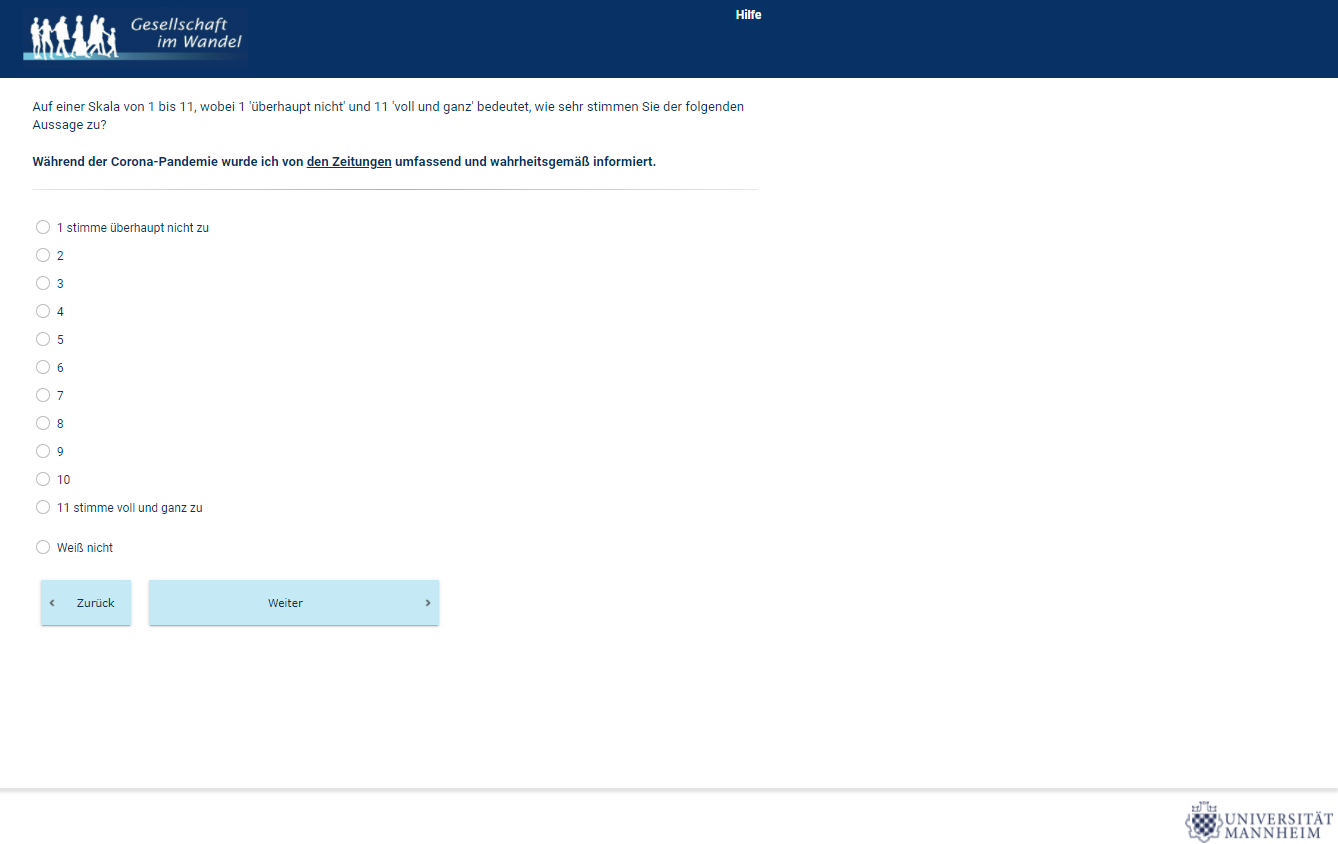 Gesellschaft
im Wandel
Hilfe
Auf einer Skala von 1 bis 11, wobei 1 'überhaupt nicht' und 11 'voll und ganz' bedeutet, wie sehr stimmen Sie der folgenden
Aussage zu?
Während der Corona-Pandemie wurde ich von den Zeitungen umfassend und wahrheitsgemäß informiert.
1 stimme überhaupt nicht zu
2
3
4
5
6
7
8
9
10
11 stimme voll und ganz zu
Weiß nicht
‹ Zurück
Weiter ›
UNIVERSITÄT
MANNHEIM